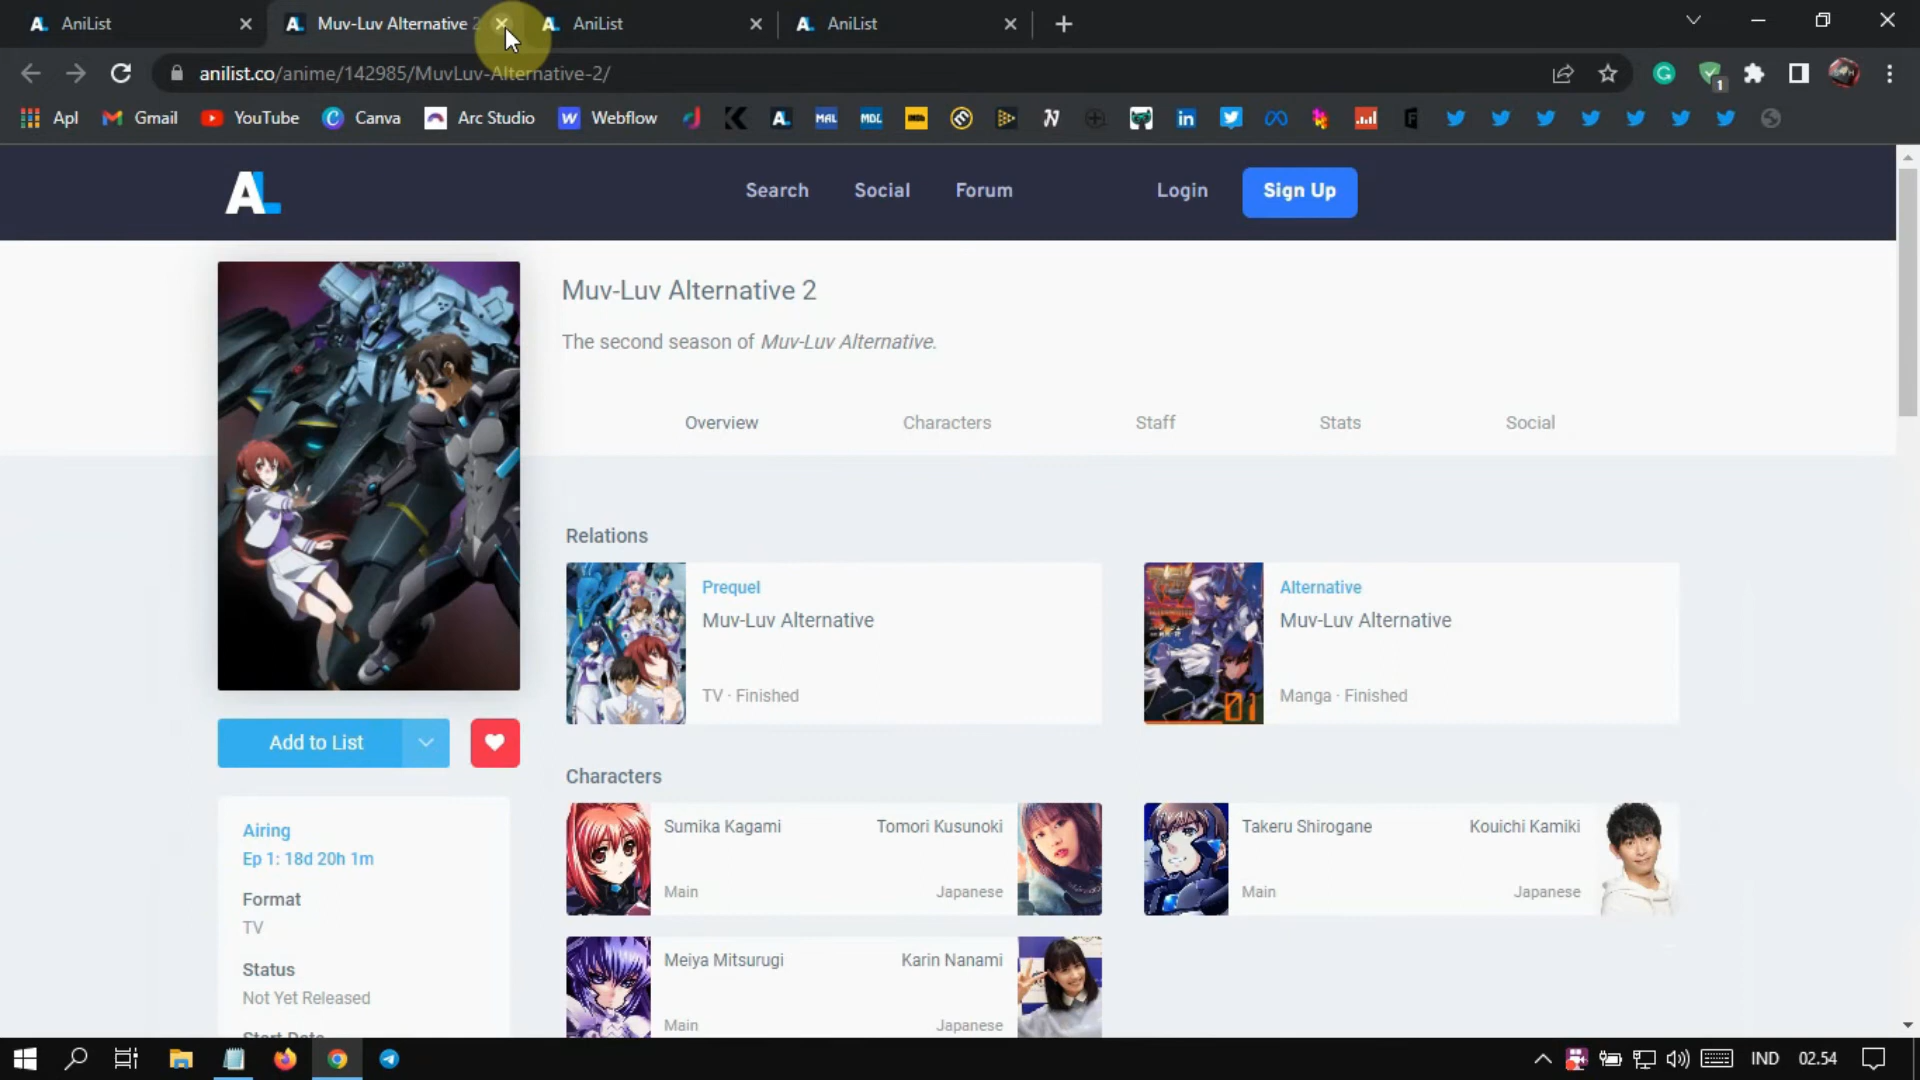 AniList
Muv-Luv Alternative 2
AniList
AniList
anilist.co/anime/142985/MuvLuv-Alternative-2/
Apl
Gmail
YouTube
Canva
Arc Studio
Webflow
Search
Social
Forum
Login
Sign Up
Muv-Luv Alternative 2
The second season of Muv-Luv Alternative.
Overview
Characters
Staff
Stats
Social
Relations
Prequel
Muv-Luv Alternative
TV · Finished
Alternative
Muv-Luv Alternative
Manga · Finished
Add to List
Characters
Sumika Kagami
Tomori Kusunoki
Main
Japanese
Takeru Shirogane
Kouichi Kamiki
Main
Japanese
Meiya Mitsurugi
Karin Nanami
Main
Japanese
Airing
Ep 1: 18d 20h 1m
Format
TV
Status
Not Yet Released
Start Date
IND
02.54